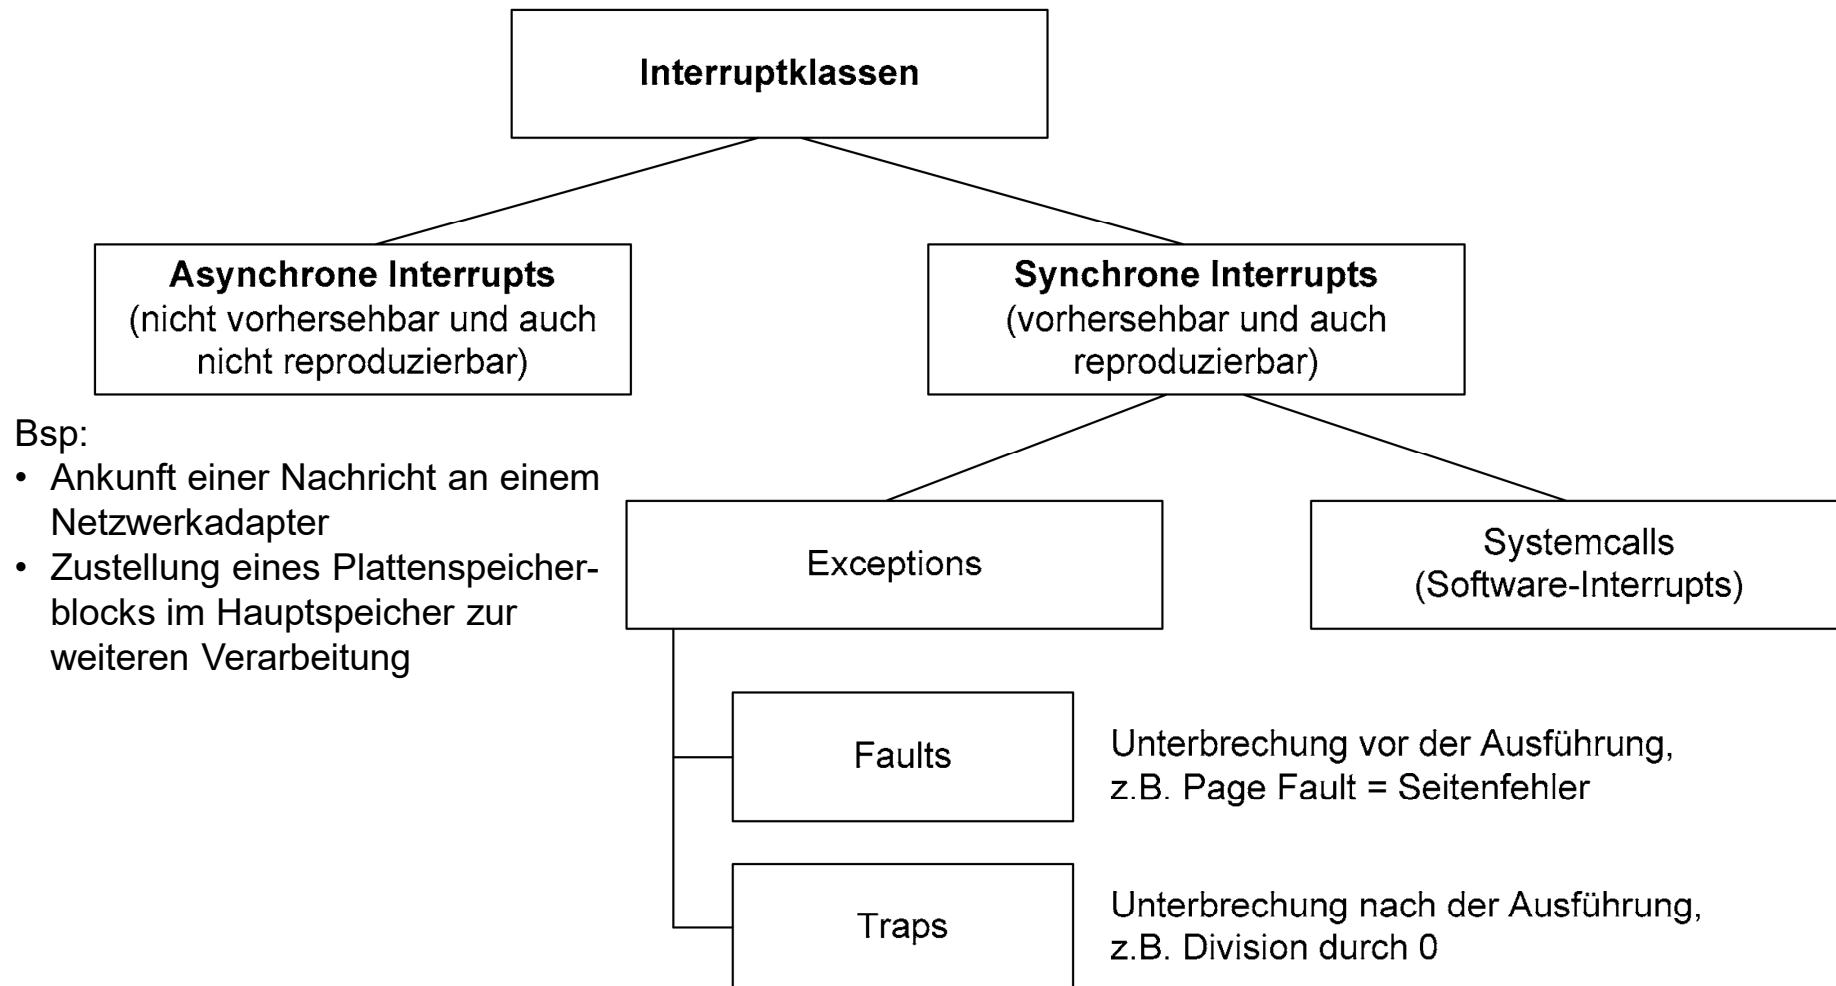 Interruptklassen
Asynchrone Interrupts
(nicht vorhersehbar und auch
nicht reproduzierbar)
Synchrone Interrupts
(vorhersehbar und auch
reproduzierbar)
Bsp:
• Ankunft einer Nachricht an einem
Netzwerkadapter
• Zustellung eines Plattenspeicher-
blocks im Hauptspeicher zur
weiteren Verarbeitung
Exceptions
Systemcalls
(Software-Interrupts)
Faults
Unterbrechung vor der Ausführung,
z.B. Page Fault = Seitenfehler
Traps
Unterbrechung nach der Ausführung,
z.B. Division durch 0